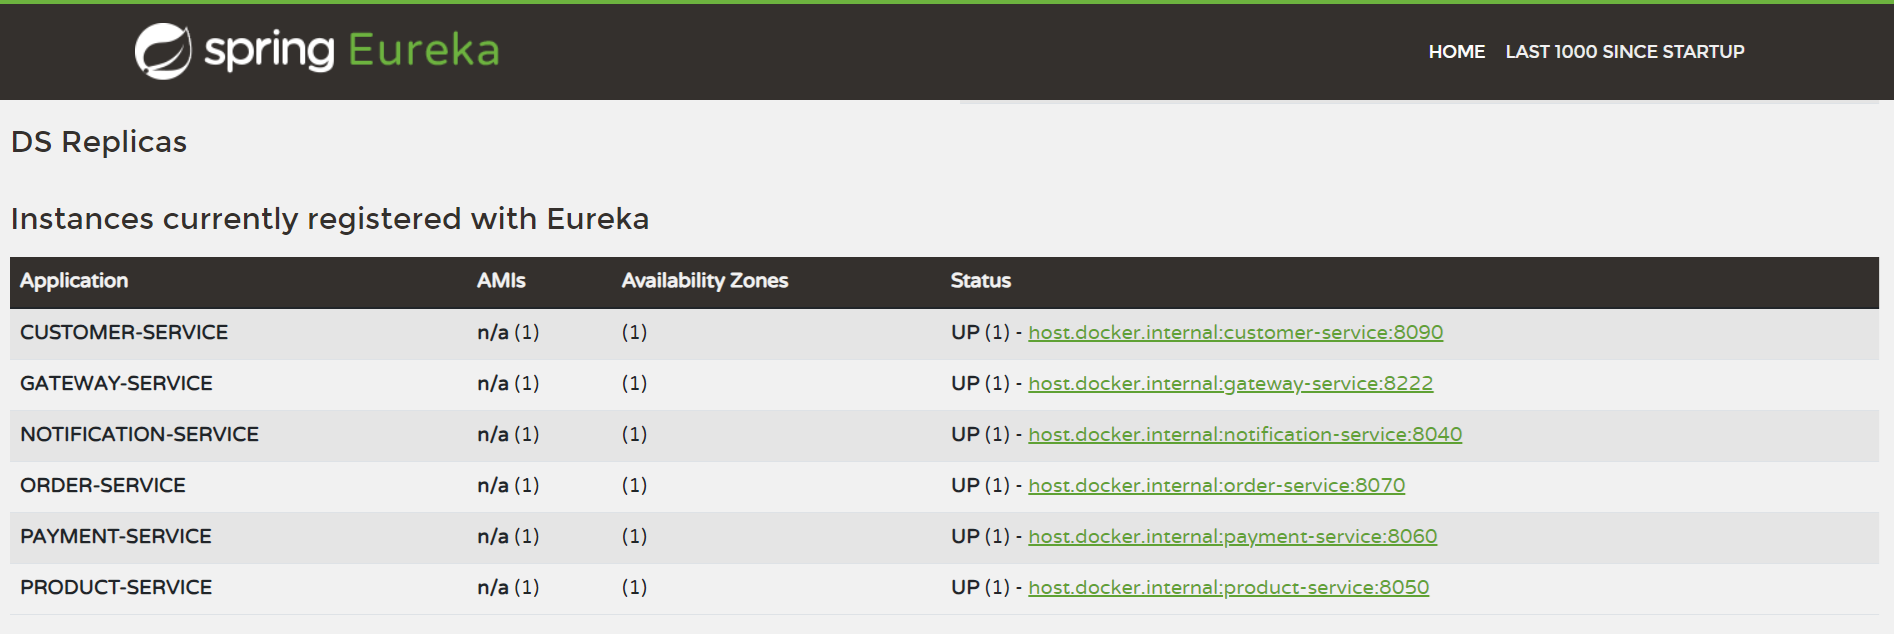 spring Eureka
HOME LAST 1000 SINCE STARTUP
DS Replicas
Instances currently registered with Eureka
Application AMIs Availability Zones Status
CUSTOMER-SERVICE n/a (1) (1) UP (1) - host.docker.internal:customer-service:8090
GATEWAY-SERVICE n/a (1) (1) UP (1) - host.docker.internal:gateway-service:8222
NOTIFICATION-SERVICE n/a (1) (1) UP (1) - host.docker.internal:notification-service:8040
ORDER-SERVICE n/a (1) (1) UP (1) - host.docker.internal:order-service:8070
PAYMENT-SERVICE n/a (1) (1) UP (1) - host.docker.internal:payment-service:8060
PRODUCT-SERVICE n/a (1) (1) UP (1) - host.docker.internal:product-service:8050